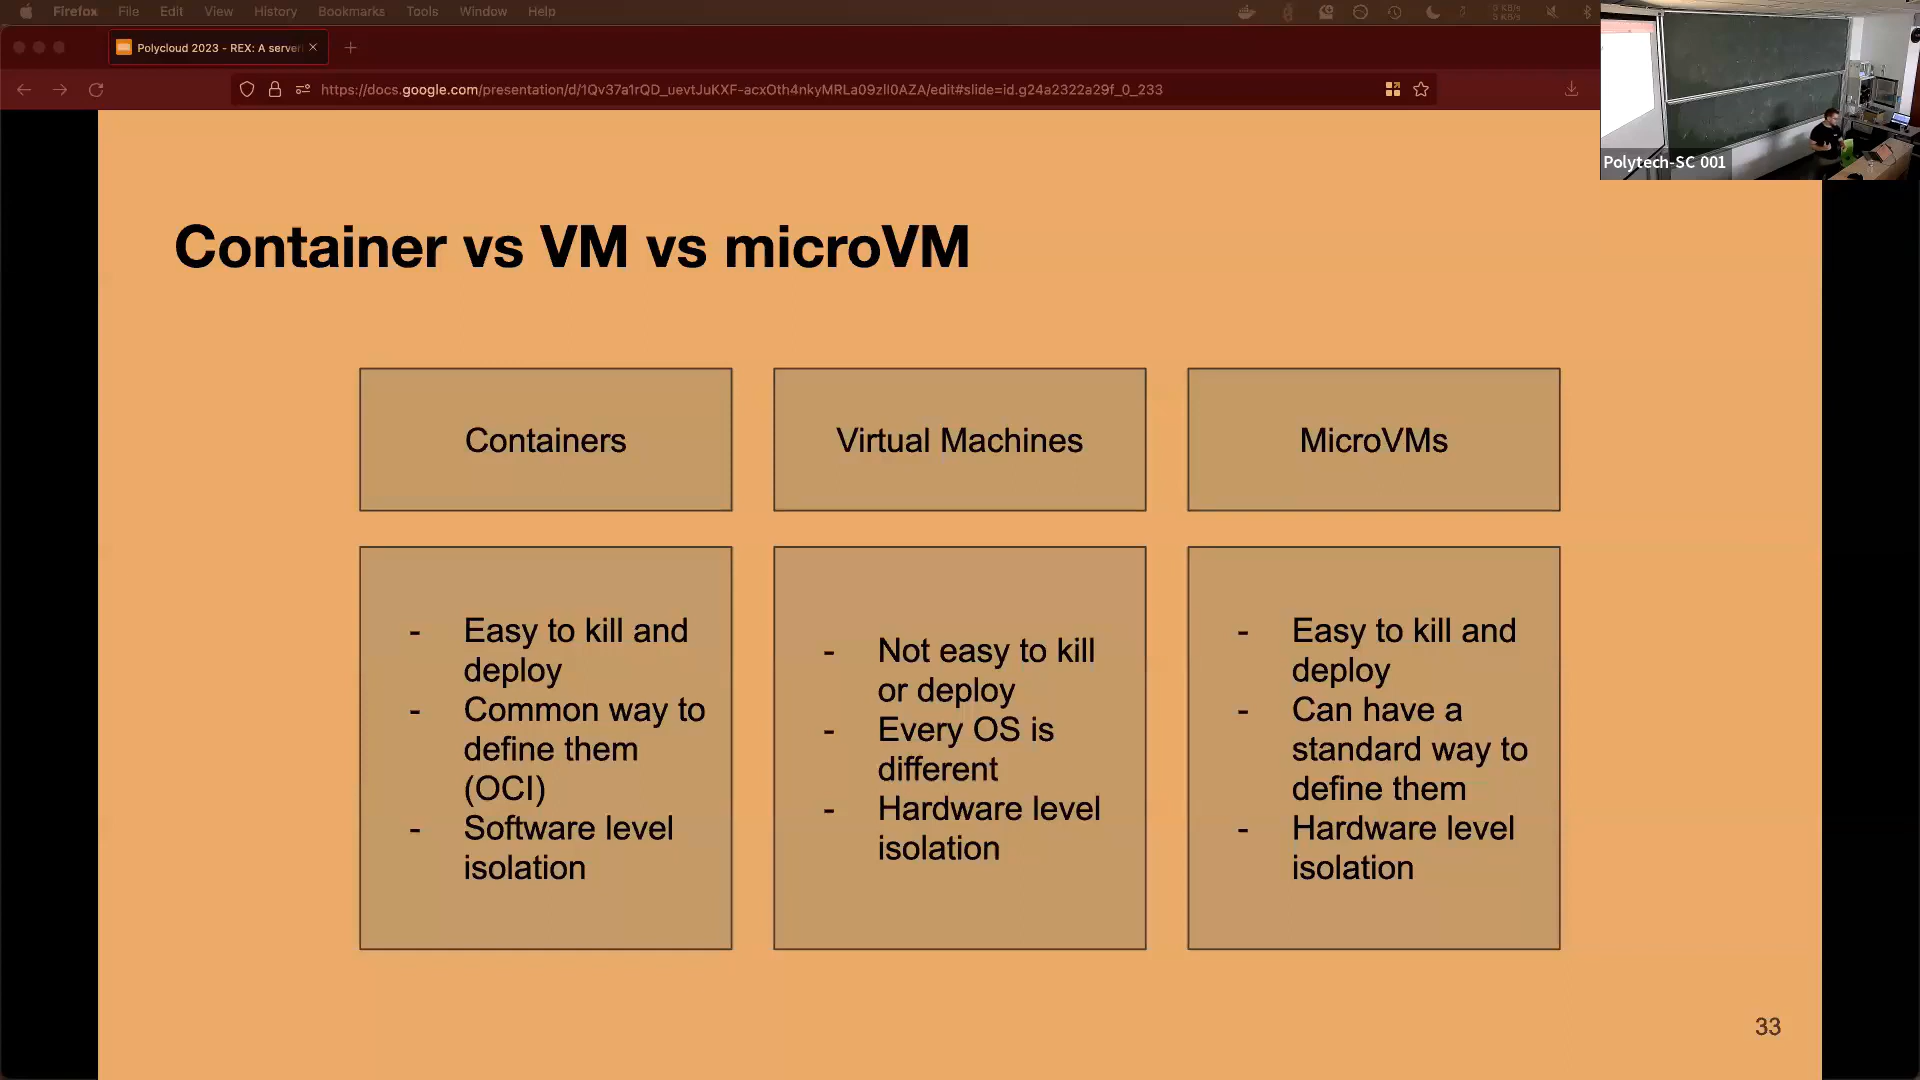 Firefox File Edit View History Bookmarks Tools Window Help
Polycloud 2023 - REX: A server
https://docs.google.com/presentation/d/1Qv37a1rQD_uevtJuKXF-acxOth4nkyMRLa09zlI0AZA/edit#slide=id.g24a2322a29f_0_233
Polytech-SC 001
Container vs VM vs microVM
Containers
Virtual Machines
MicroVMs
- Easy to kill and
deploy
- Common way to
define them
(OCI)
- Software level
isolation
- Not easy to kill
or deploy
- Every OS is
different
- Hardware level
isolation
- Easy to kill and
deploy
- Can have a
standard way to
define them
- Hardware level
isolation
33